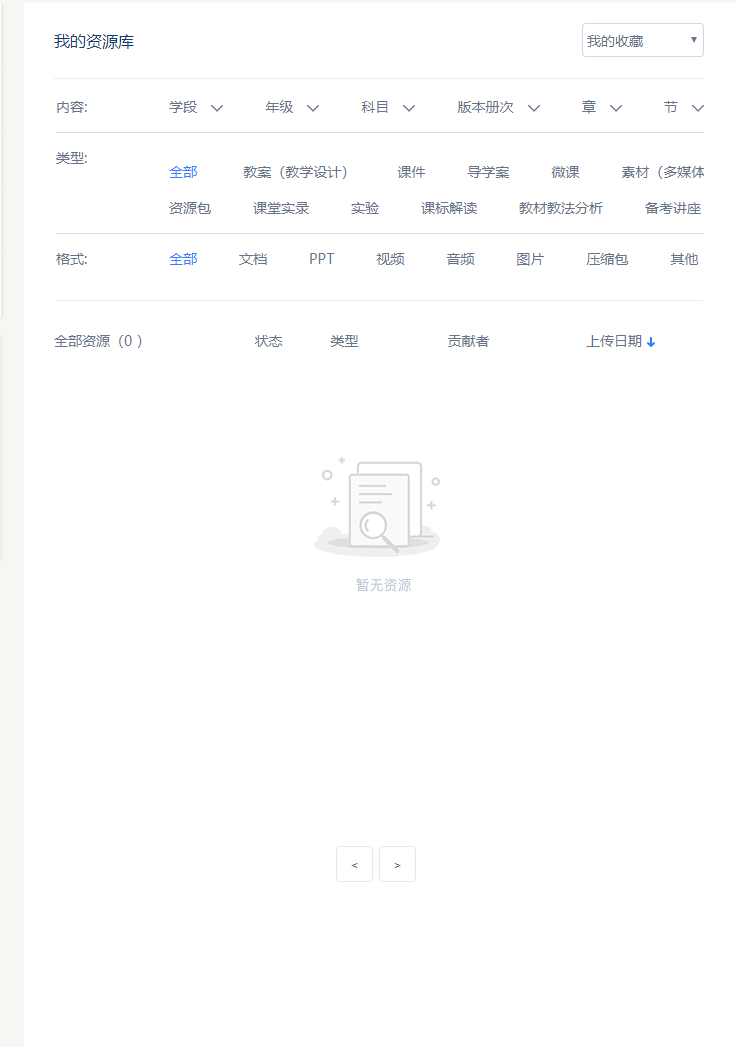 我的资源库 我的收藏
内容: 学段 年级 科目 版本册次 章 节
类型: 全部 教案（教学设计） 课件 导学案 微课 素材（多媒体
资源包 课堂实录 实验 课标解读 教材教法分析 备考讲座
格式: 全部 文档 PPT 视频 音频 图片 压缩包 其他
全部资源（0 ） 状态 类型 贡献者 上传日期
暂无资源
< >